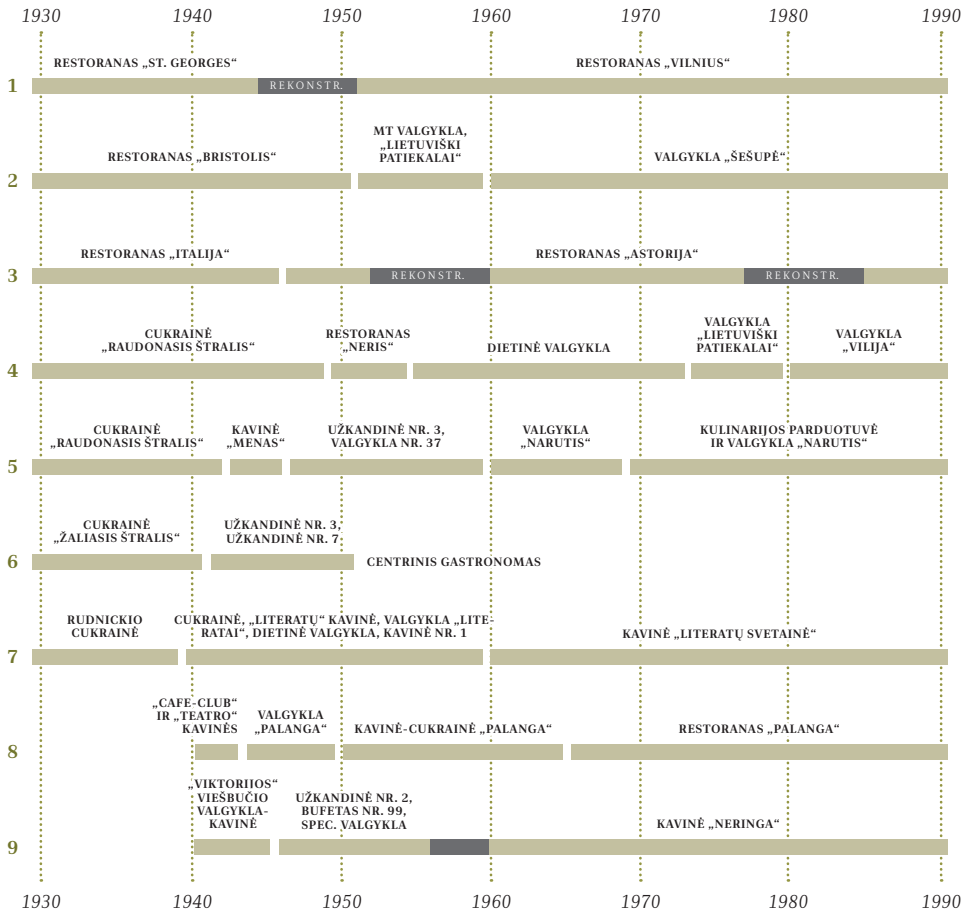 1930 1940 1950 1960 1970 1980 1990
RESTORANAS „ST. GEORGES“ RESTORANAS „VILNIUS“
1 REKONSTR.
MT VALGYKLA,
„LIETUVIŠKI
RESTORANAS „BRISTOLIS“ PATIEKALAI“ VALGYKLA „ŠEŠUPĖ“
2
RESTORANAS „ITALIJA“ RESTORANAS „ASTORIJA“
3 REKONSTR. REKONSTR.
VALGYKLA
CUKRAINĖ RESTORANAS „LIETUVIŠKI VALGYKLA
„RAUDONASIS ŠTRALIS“ „NERIS“ DIETINĖ VALGYKLA PATIEKALAI“ „VILIJA“
4
CUKRAINĖ KAVINĖ UŽKANDINĖ NR. 3, VALGYKLA KULINARIJOS PARDUOTUVĖ
„RAUDONASIS ŠTRALIS“ „MENAS“ VALGYKLA NR. 37 „NARUTIS“ IR VALGYKLA „NARUTIS“
5
CUKRAINĖ UŽKANDINĖ NR. 3,
„ŽALIASIS ŠTRALIS“ UŽKANDINĖ NR. 7
6 CENTRINIS GASTRONOMAS
RUDNICKIO CUKRAINĖ, „LITERATŲ“ KAVINĖ, VALGYKLA „LITE-
CUKRAINĖ RATAI“, DIETINĖ VALGYKLA, KAVINĖ NR. 1 KAVINĖ „LITERATŲ SVETAINĖ“
7
„CAFE-CLUB“
IR „TEATRO“ VALGYKLA
KAVINĖS „PALANGA“ KAVINĖ-CUKRAINĖ „PALANGA“ RESTORANAS „PALANGA“
8
„VIKTORIJOS“
VIEŠBUČIO UŽKANDINĖ NR. 2,
VALGYKLA- BUFETAS NR. 99,
KAVINĖ SPEC. VALGYKLA KAVINĖ „NERINGA“
9
1930 1940 1950 1960 1970 1980 1990